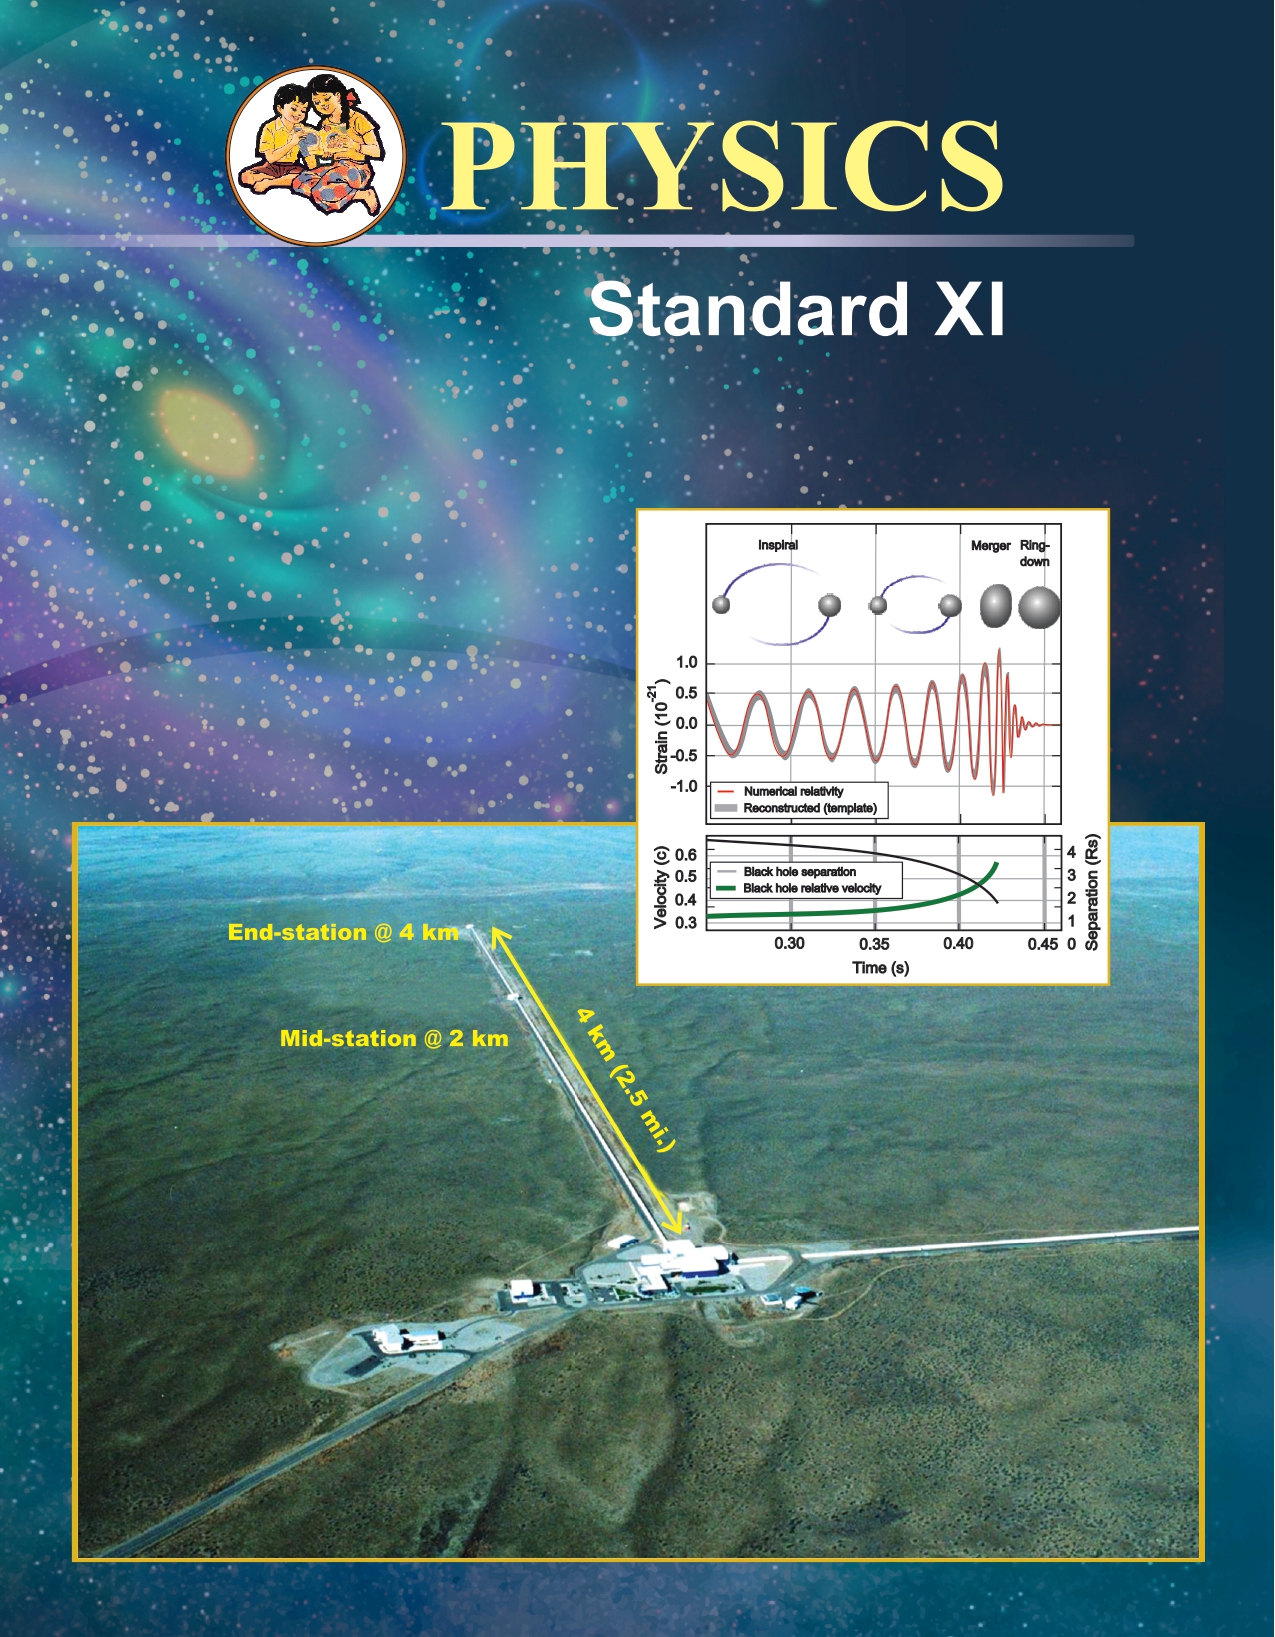 PHYSICS
Standard XI
Inspiral
Merger
Ring-
down
Strain (10⁻²¹)
1.0
0.5
0.0
-0.5
-1.0
Numerical relativity
Reconstructed (template)
Velocity (c)
0.6
0.5
0.4
0.3
Black hole separation
Black hole relative velocity
4
3
2
1
0
Separation (Rs)
0.30 0.35 0.40 0.45
Time (s)
End-station @ 4 km
Mid-station @ 2 km
4 km (2.5 mi.)